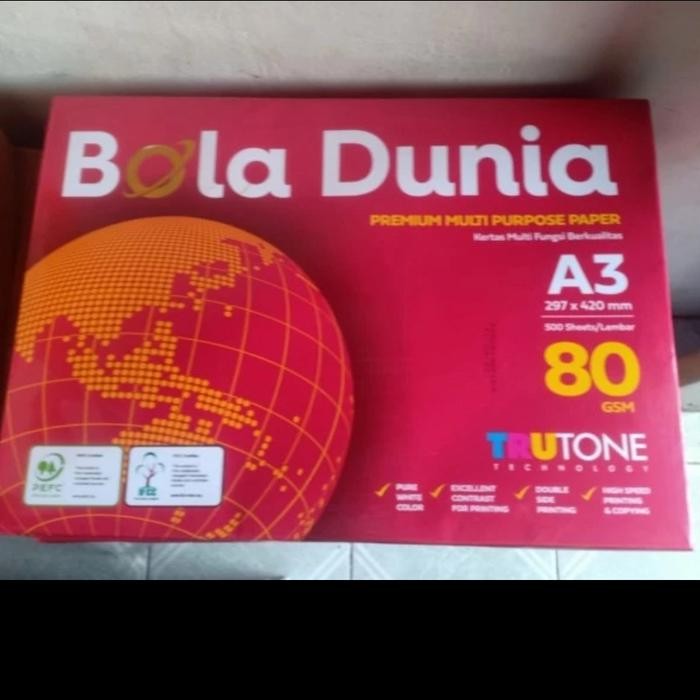 Bola Dunia
PREMIUM MULTI PURPOSE PAPER
Kertas Multi Fungsi Berkualitas
A3
297 x 420 mm
500 Sheets/Lembar
80
GSM
TRUTONE
TECHNOLOGY
PURE WHITE COLOR
EXCELLENT CONTRAST FOR PRINTING
DOUBLE SIDE PRINTING
HIGH SPEED PRINTING & COPYING
PEFC
IFCC